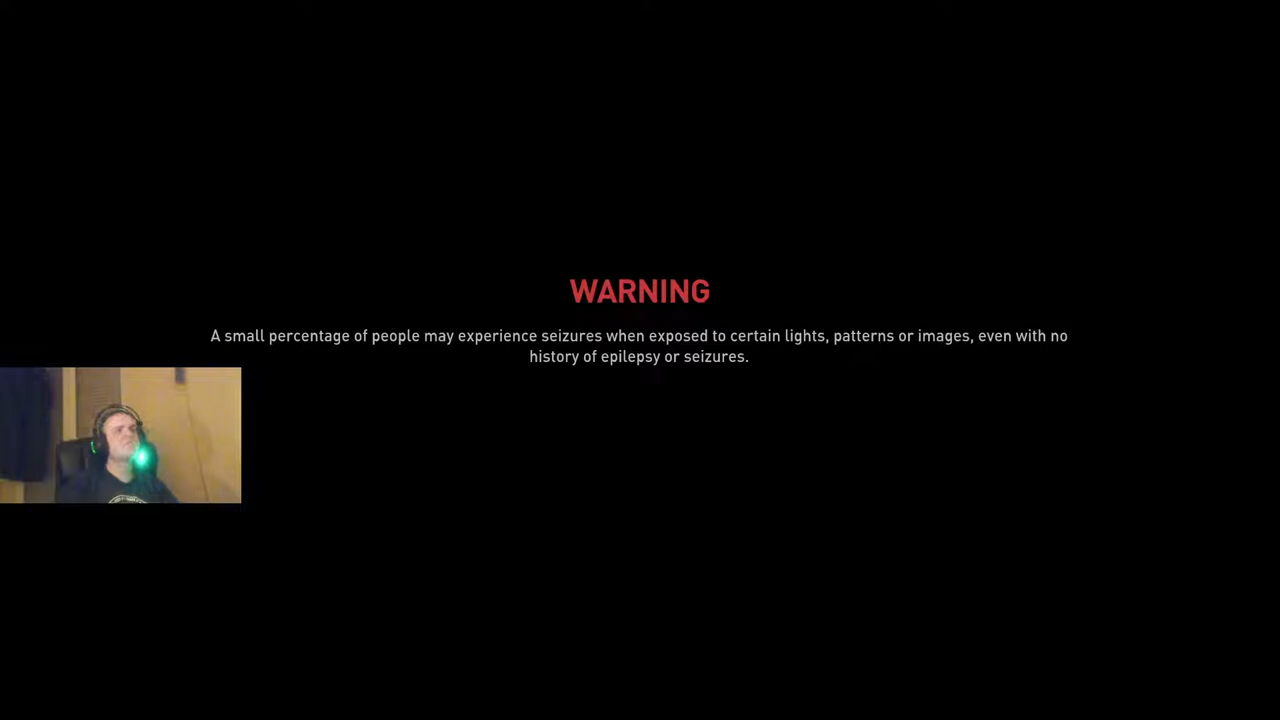 WARNING
A small percentage of people may experience seizures when exposed to certain lights, patterns or images, even with no
history of epilepsy or seizures.